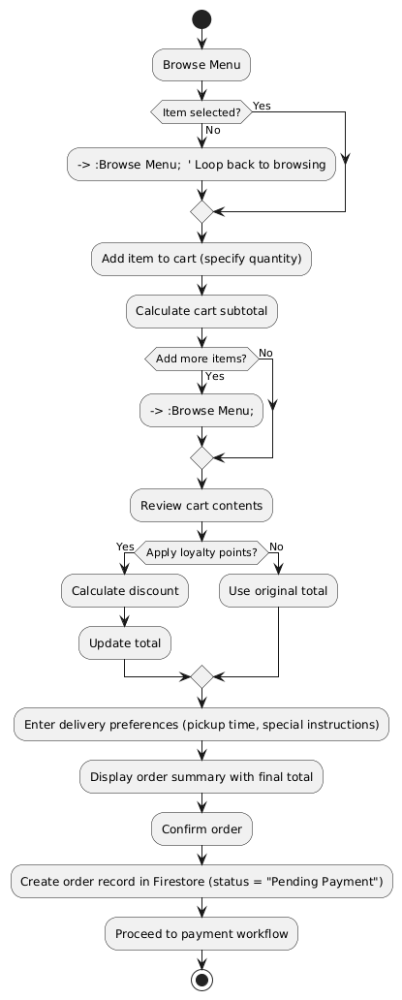 Browse Menu
Item selected?
Yes
No
-> :Browse Menu;  ' Loop back to browsing
Add item to cart (specify quantity)
Calculate cart subtotal
Add more items?
No
Yes
-> :Browse Menu;
Review cart contents
Yes
Apply loyalty points?
No
Calculate discount
Use original total
Update total
Enter delivery preferences (pickup time, special instructions)
Display order summary with final total
Confirm order
Create order record in Firestore (status = "Pending Payment")
Proceed to payment workflow